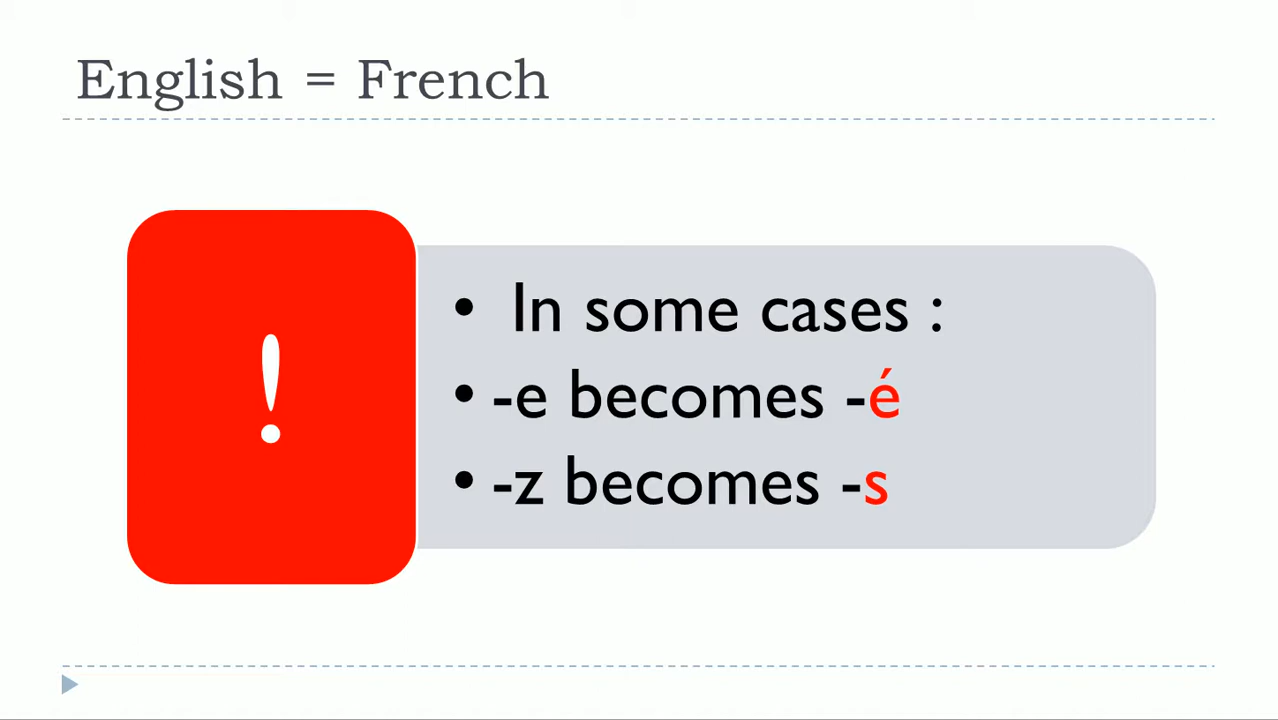 English = French
!
• In some cases :
• -e becomes -é
• -z becomes -s